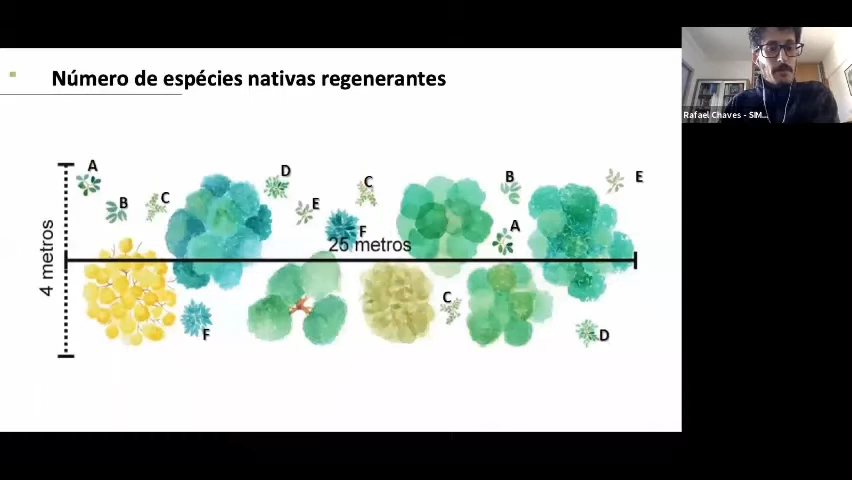 Número de espécies nativas regenerantes
Rafael Chaves - SIM...
A
B
C
D
E
C
F
B
A
E
25 metros
4 metros
F
C
D